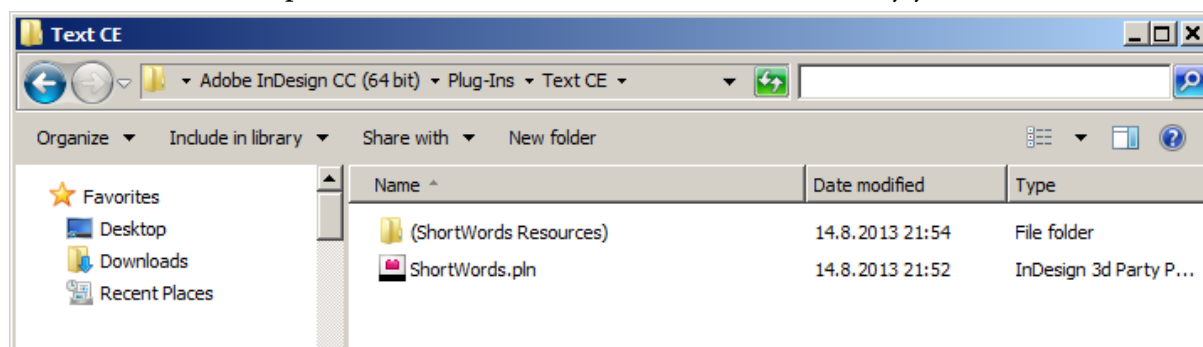 Text CE
Adobe InDesign CC (64 bit) Plug-Ins Text CE
Organize Include in library Share with New folder
Favorites
Desktop
Downloads
Recent Places
Name Date modified Type
(ShortWords Resources) 14.8.2013 21:54 File folder
ShortWords.pln 14.8.2013 21:52 InDesign 3d Party P...